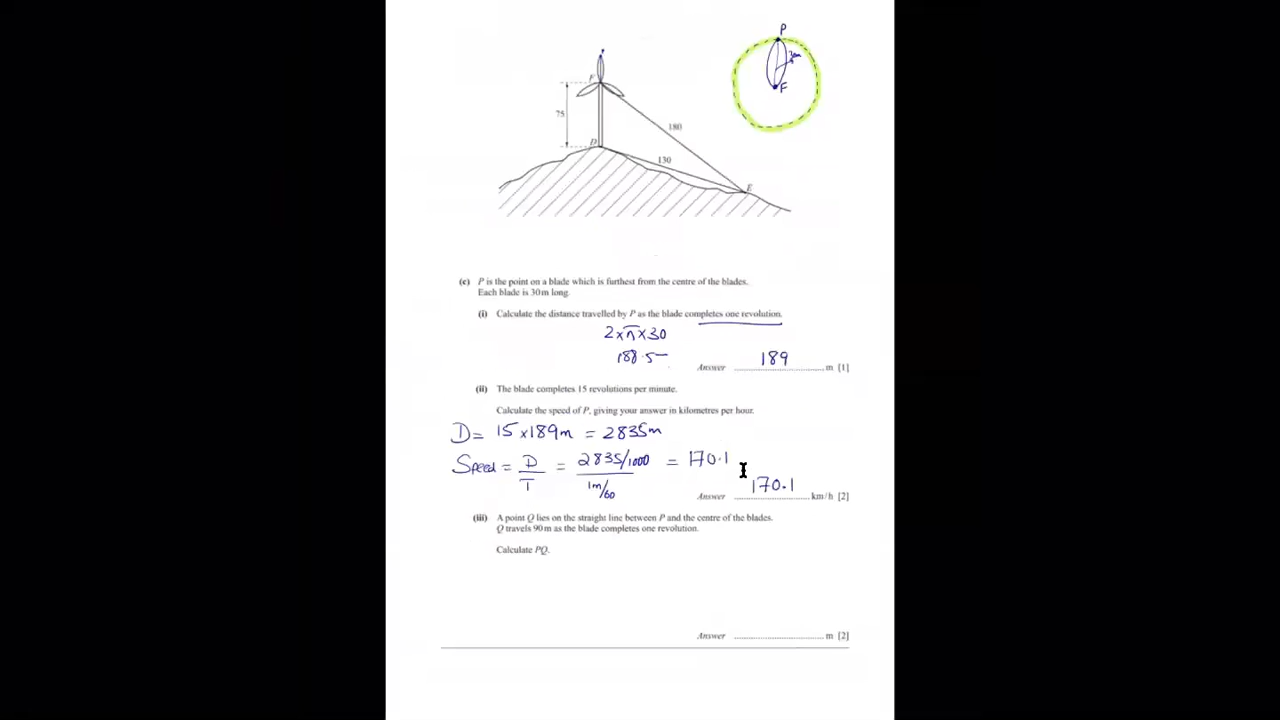 P
30m
F
F
75
180
D
130
E
(c) P is the point on a blade which is furthest from the centre of the blades.
Each blade is 30 m long.
(i) Calculate the distance travelled by P as the blade completes one revolution.
2×π×30
188.5
189
Answer ........................... m [1]
(ii) The blade completes 15 revolutions per minute.
Calculate the speed of P, giving your answer in kilometres per hour.
D = 15 × 189m = 2835m
Speed = D/T = 2835/1000 / 1m/60 = 170.1
170.1
Answer ........................... km/h [2]
(iii) A point Q lies on the straight line between P and the centre of the blades.
Q travels 90 m as the blade completes one revolution.
Calculate PQ.
Answer ........................... m [2]